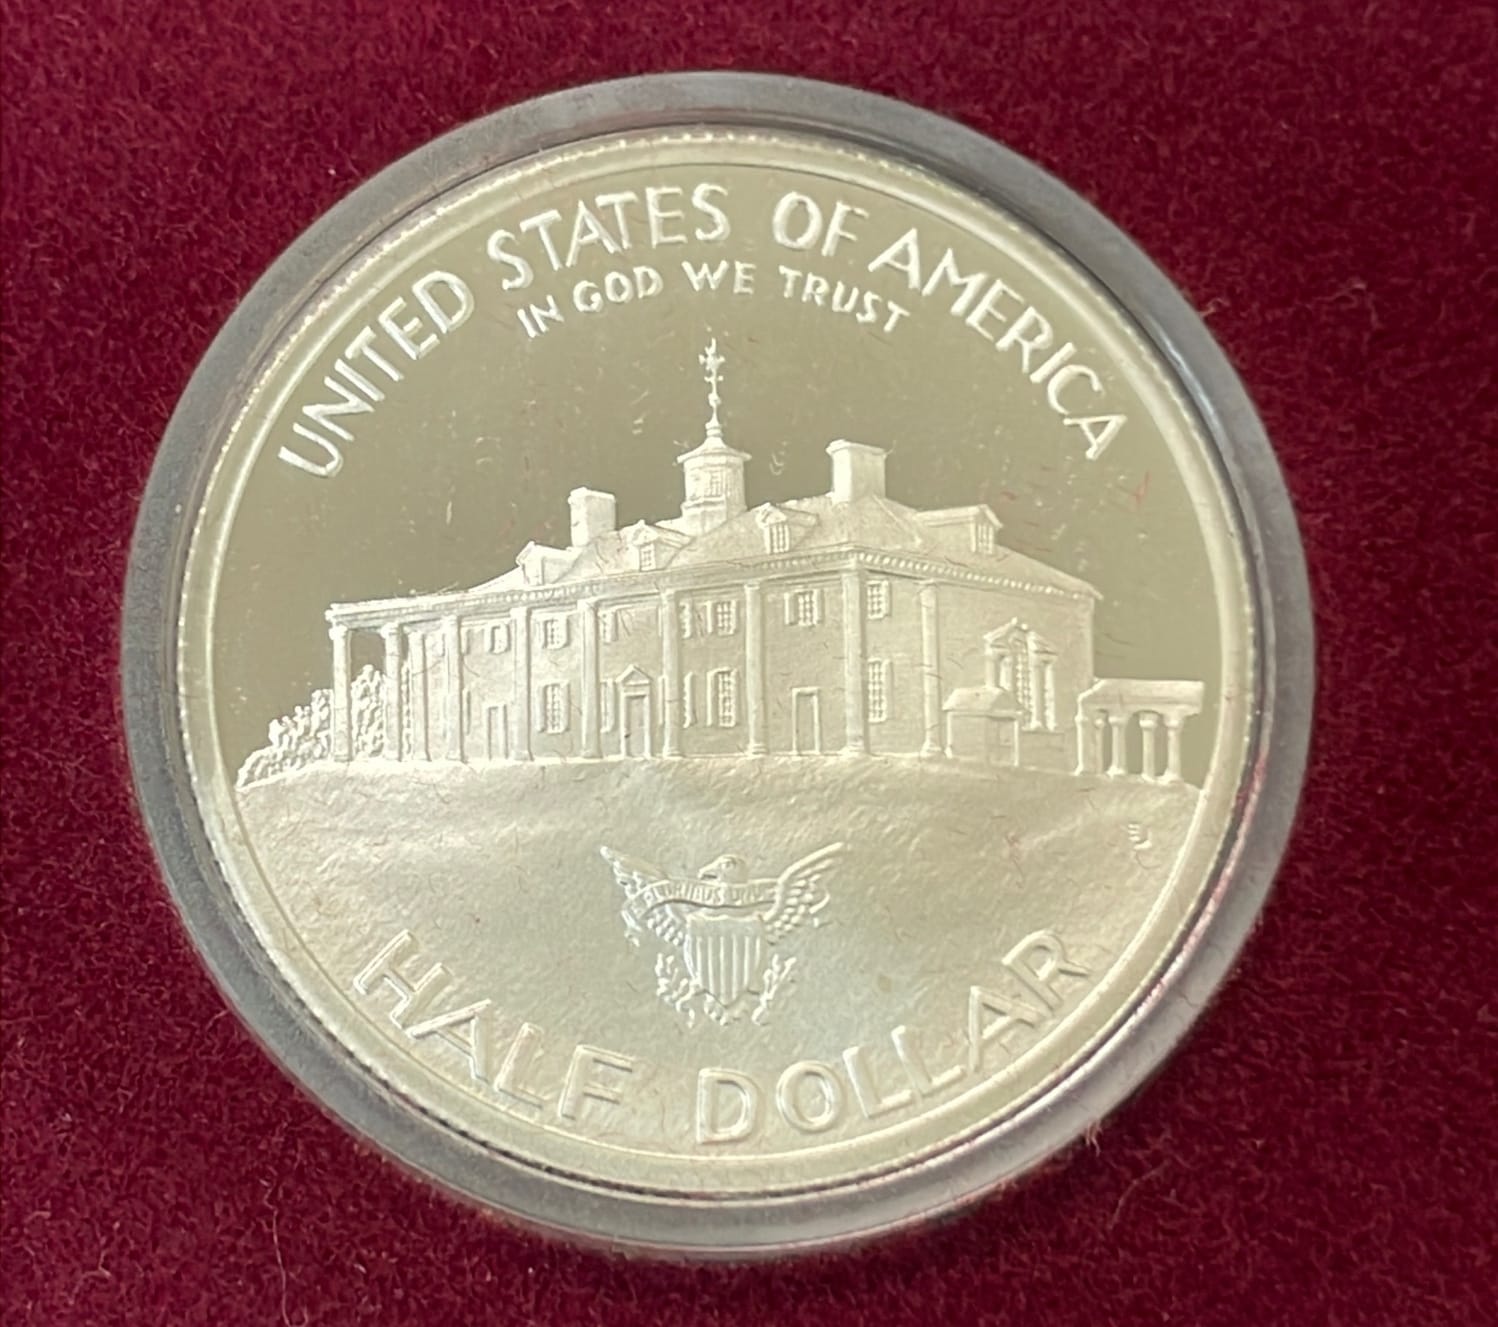 UNITED STATES OF AMERICA
IN GOD WE TRUST
HALF DOLLAR